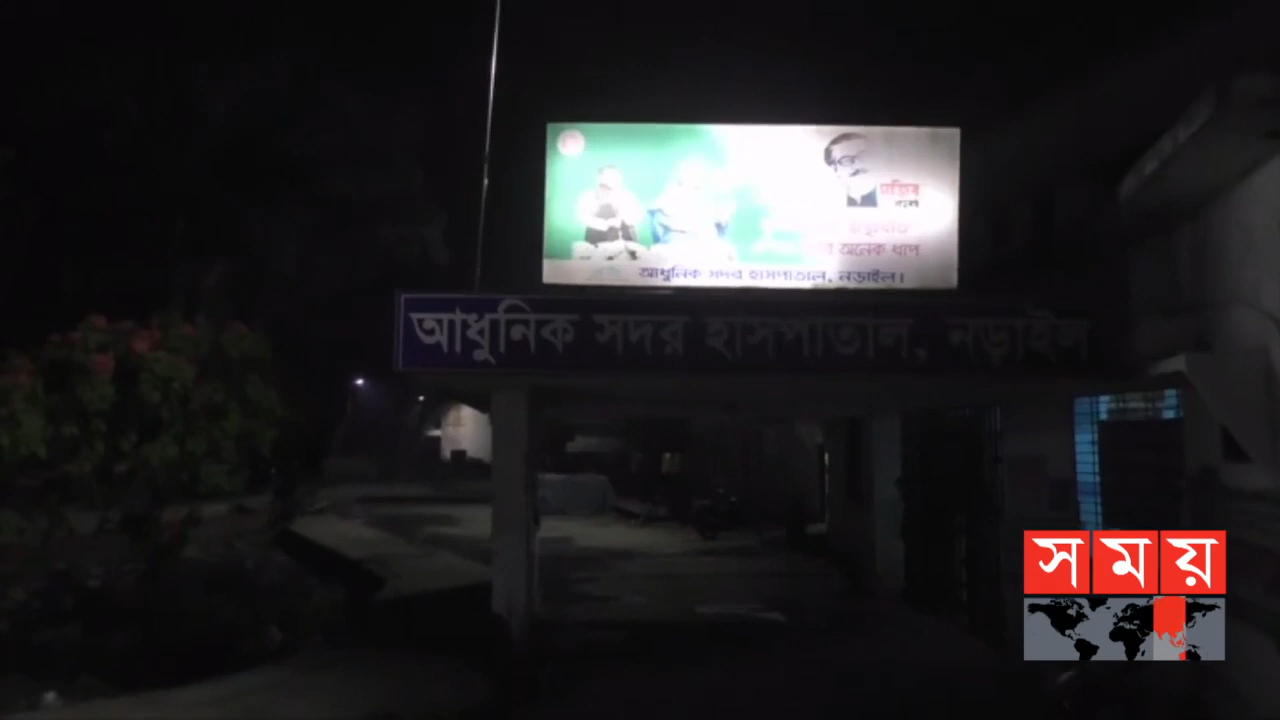 মুজিব
অনেক ধাপ
আধুনিক সদর হাসপাতাল, নড়াইল।
আধুনিক সদর হাসপাতাল, নড়াইল
সময়